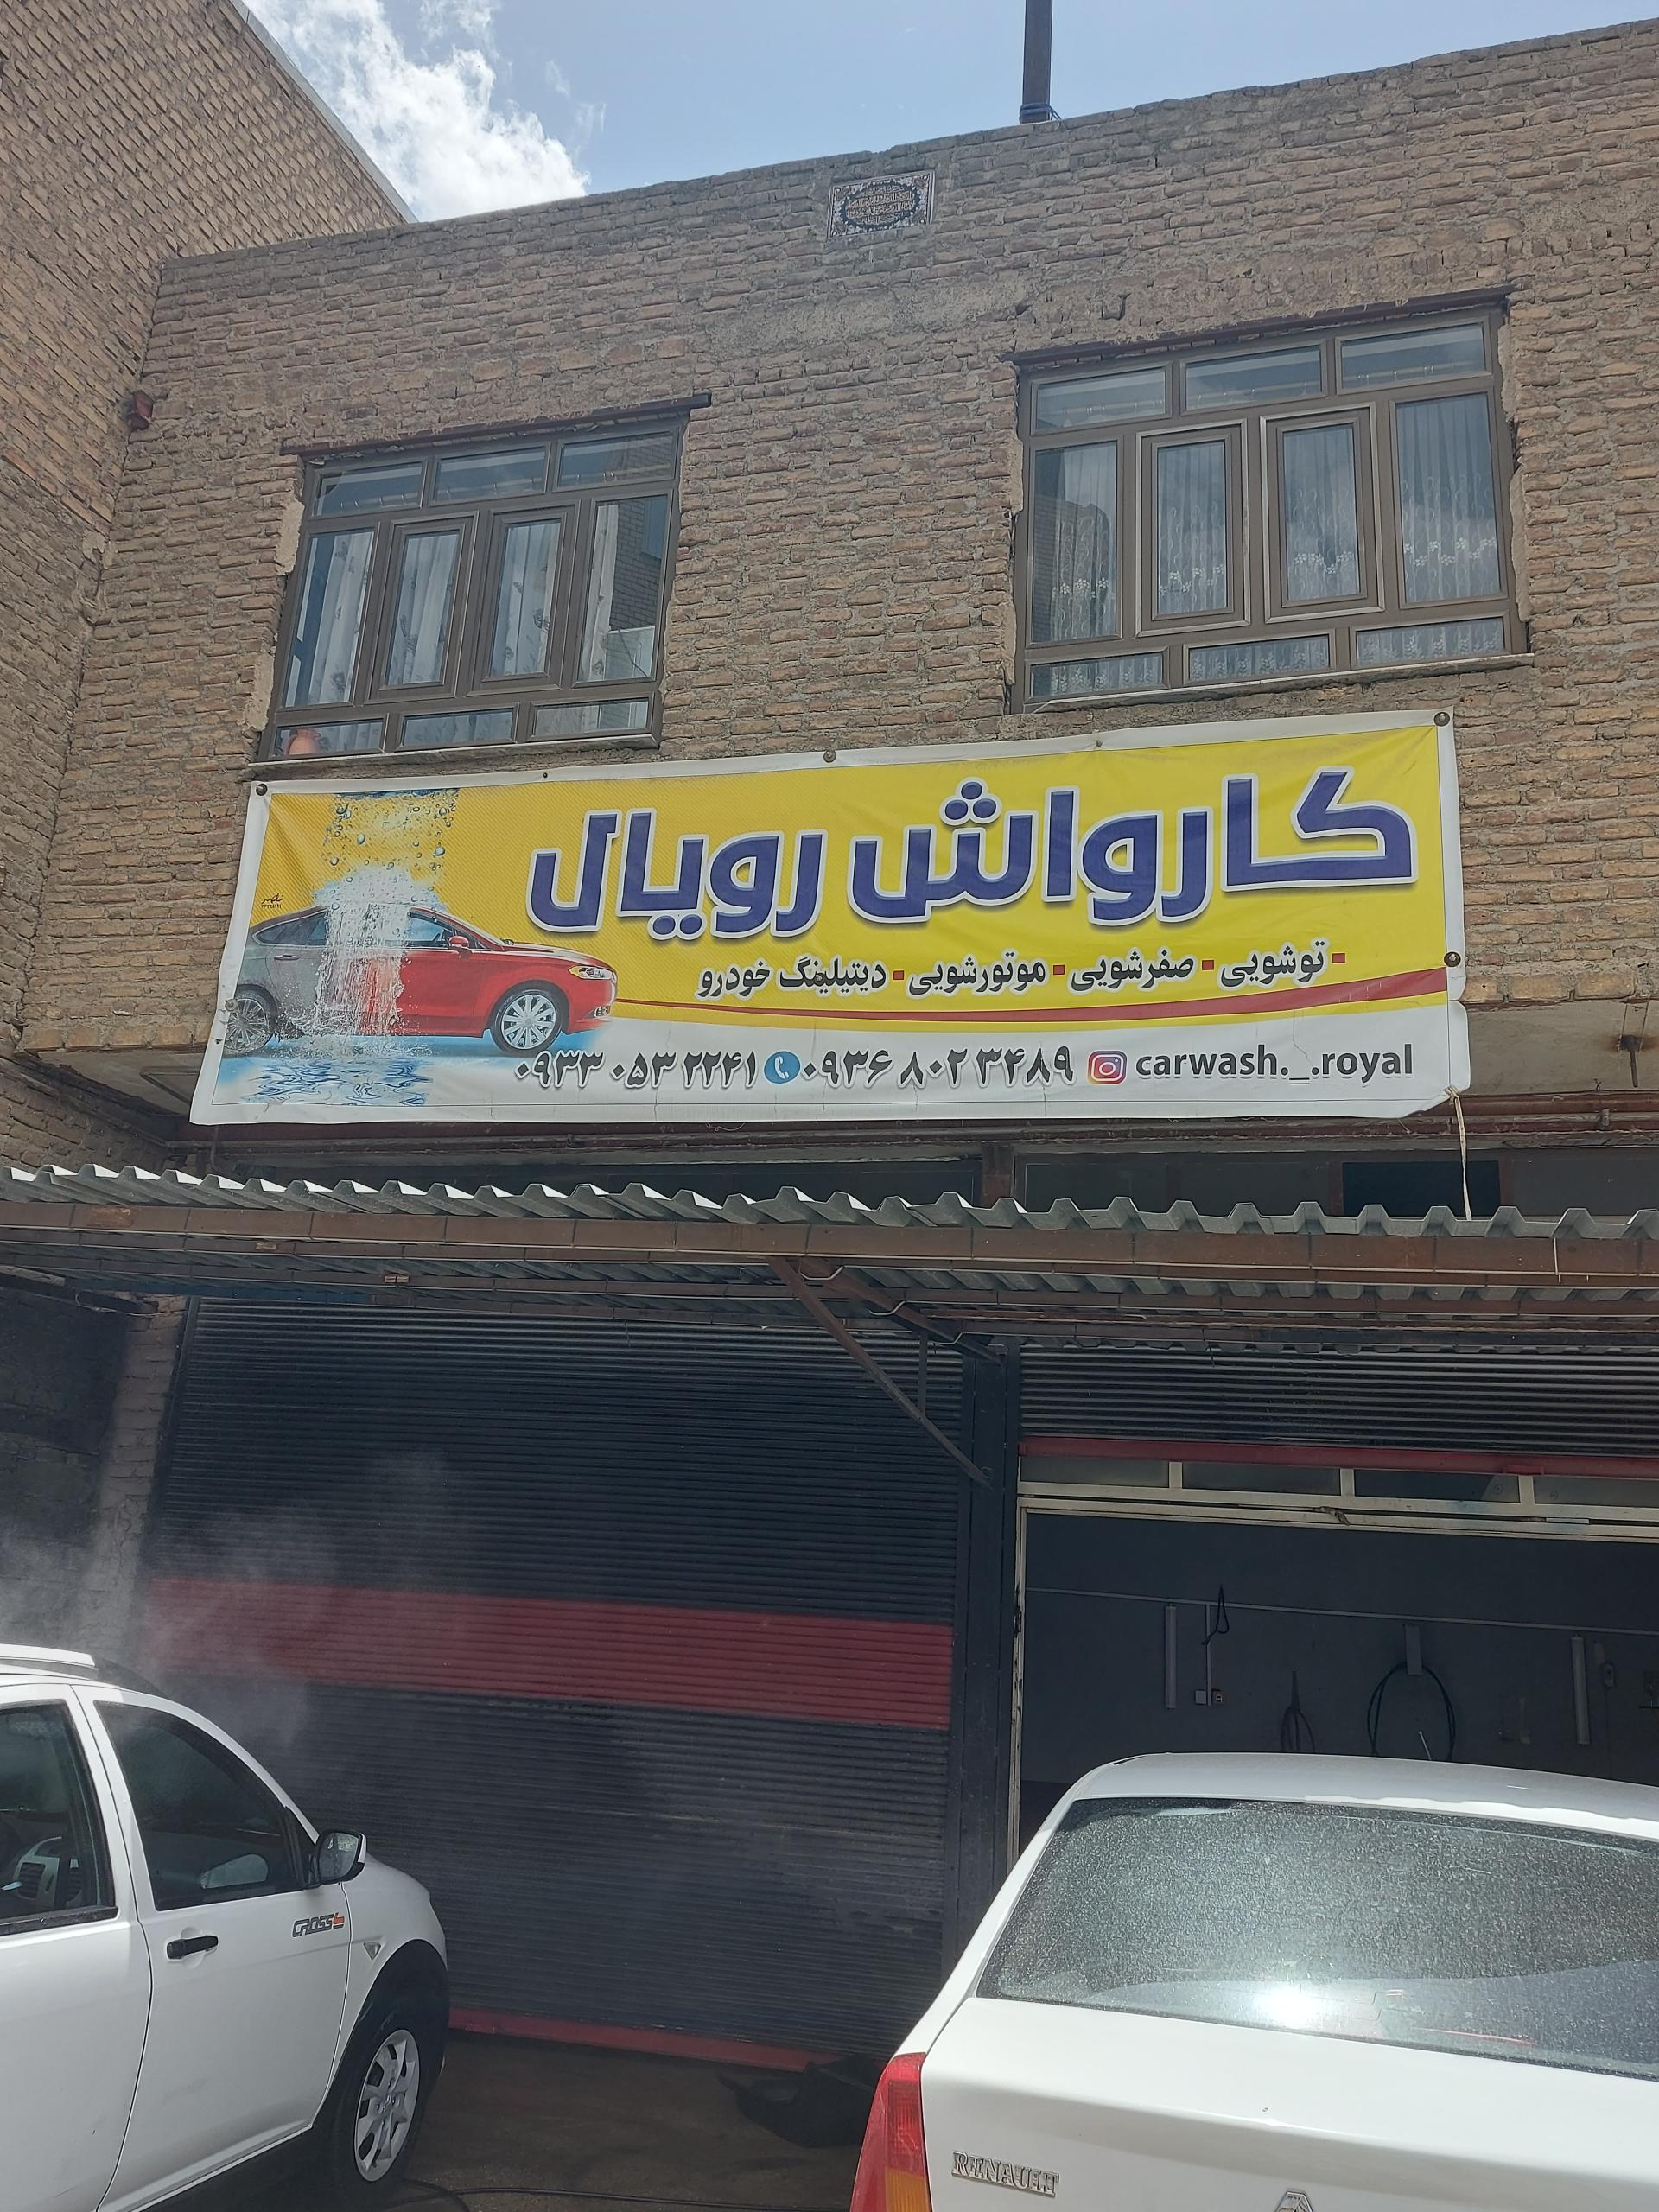 کارواش رویال
▪ توشویی ▪ صفرشویی ▪ موتورشویی ▪ دیتیلینگ خودرو
۰۹۳۳ ۰۵۳ ۲۲۴۱ ۰۹۳۶ ۸۰۲ ۳۴۸۹ carwash._.royal
CROSS
RENAULT